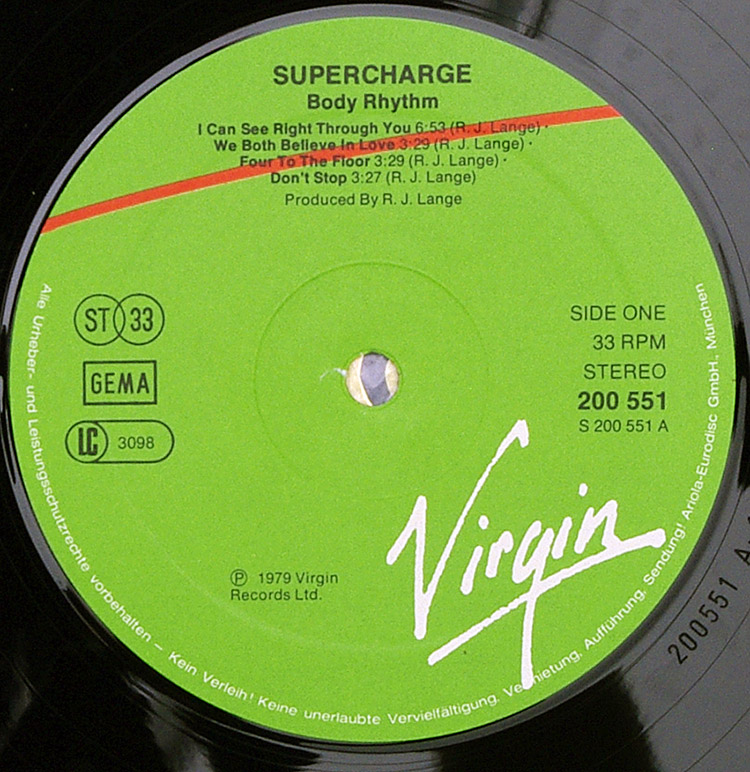 SUPERCHARGE
Body Rhythm
I Can See Right Through You 6:53 (R. J. Lange) ·
We Both Believe In Love 3:29 (R. J. Lange) ·
Four To The Floor 3:29 (R. J. Lange) ·
Don't Stop 3:27 (R. J. Lange)
Produced By R. J. Lange
ST 33
GEMA
LC 3098
SIDE ONE
33 RPM
STEREO
200 551
S 200 551 A
Virgin
℗ 1979 Virgin
Records Ltd.
Alle Urheber- und Leistungsschutzrechte vorbehalten – Kein Verleih! Keine unerlaubte Vervielfältigung, Vermietung, Aufführung, Sendung! Ariola-Eurodisc GmbH, München
200551 A